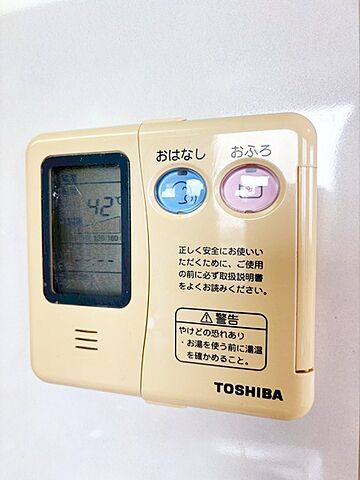 おはなし おふろ
42℃
正しく安全にお使いい
ただくために、ご使用
の前に必ず取扱説明書
をよくお読みください。
警告
やけどの恐れあり
・お湯を使う前に湯温
を確かめること。
TOSHIBA